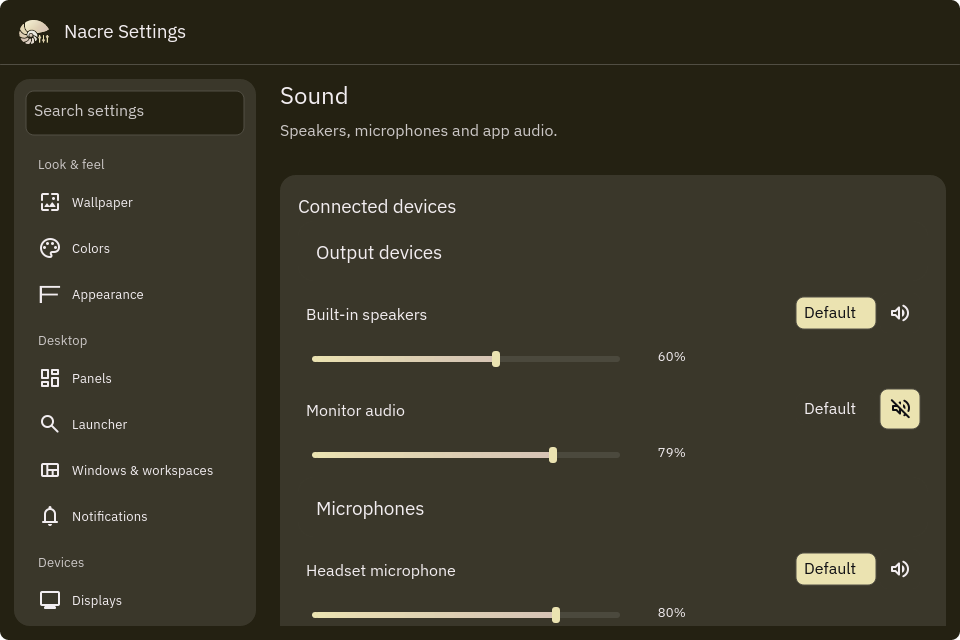 Nacre Settings
Search settings
Look & feel
Wallpaper
Colors
Appearance
Desktop
Panels
Launcher
Windows & workspaces
Notifications
Devices
Displays
Sound
Speakers, microphones and app audio.
Connected devices
Output devices
Built-in speakers
Default
60%
Monitor audio
Default
79%
Microphones
Headset microphone
Default
80%